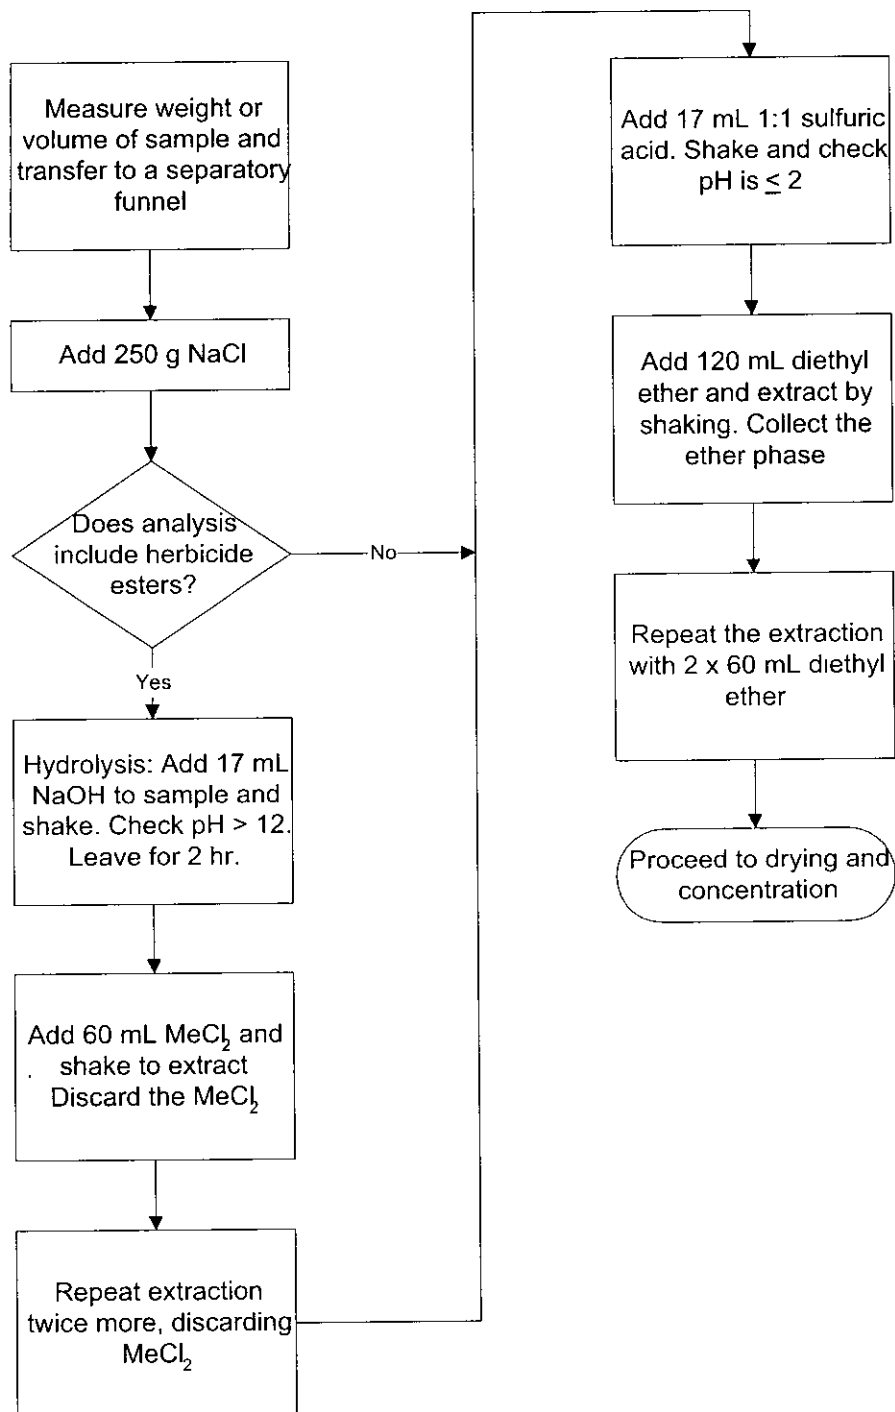 Measure weight or
volume of sample and
transfer to a separatory
funnel
Add 250 g NaCl
Does analysis
include herbicide
esters?
No
Yes
Hydrolysis: Add 17 mL
NaOH to sample and
shake. Check pH > 12.
Leave for 2 hr.
Add 60 mL MeCl₂ and
shake to extract
Discard the MeCl₂
Repeat extraction
twice more, discarding
MeCl₂
Add 17 mL 1:1 sulfuric
acid. Shake and check
pH is ≤ 2
Add 120 mL diethyl
ether and extract by
shaking. Collect the
ether phase
Repeat the extraction
with 2 x 60 mL diethyl
ether
Proceed to drying and
concentration